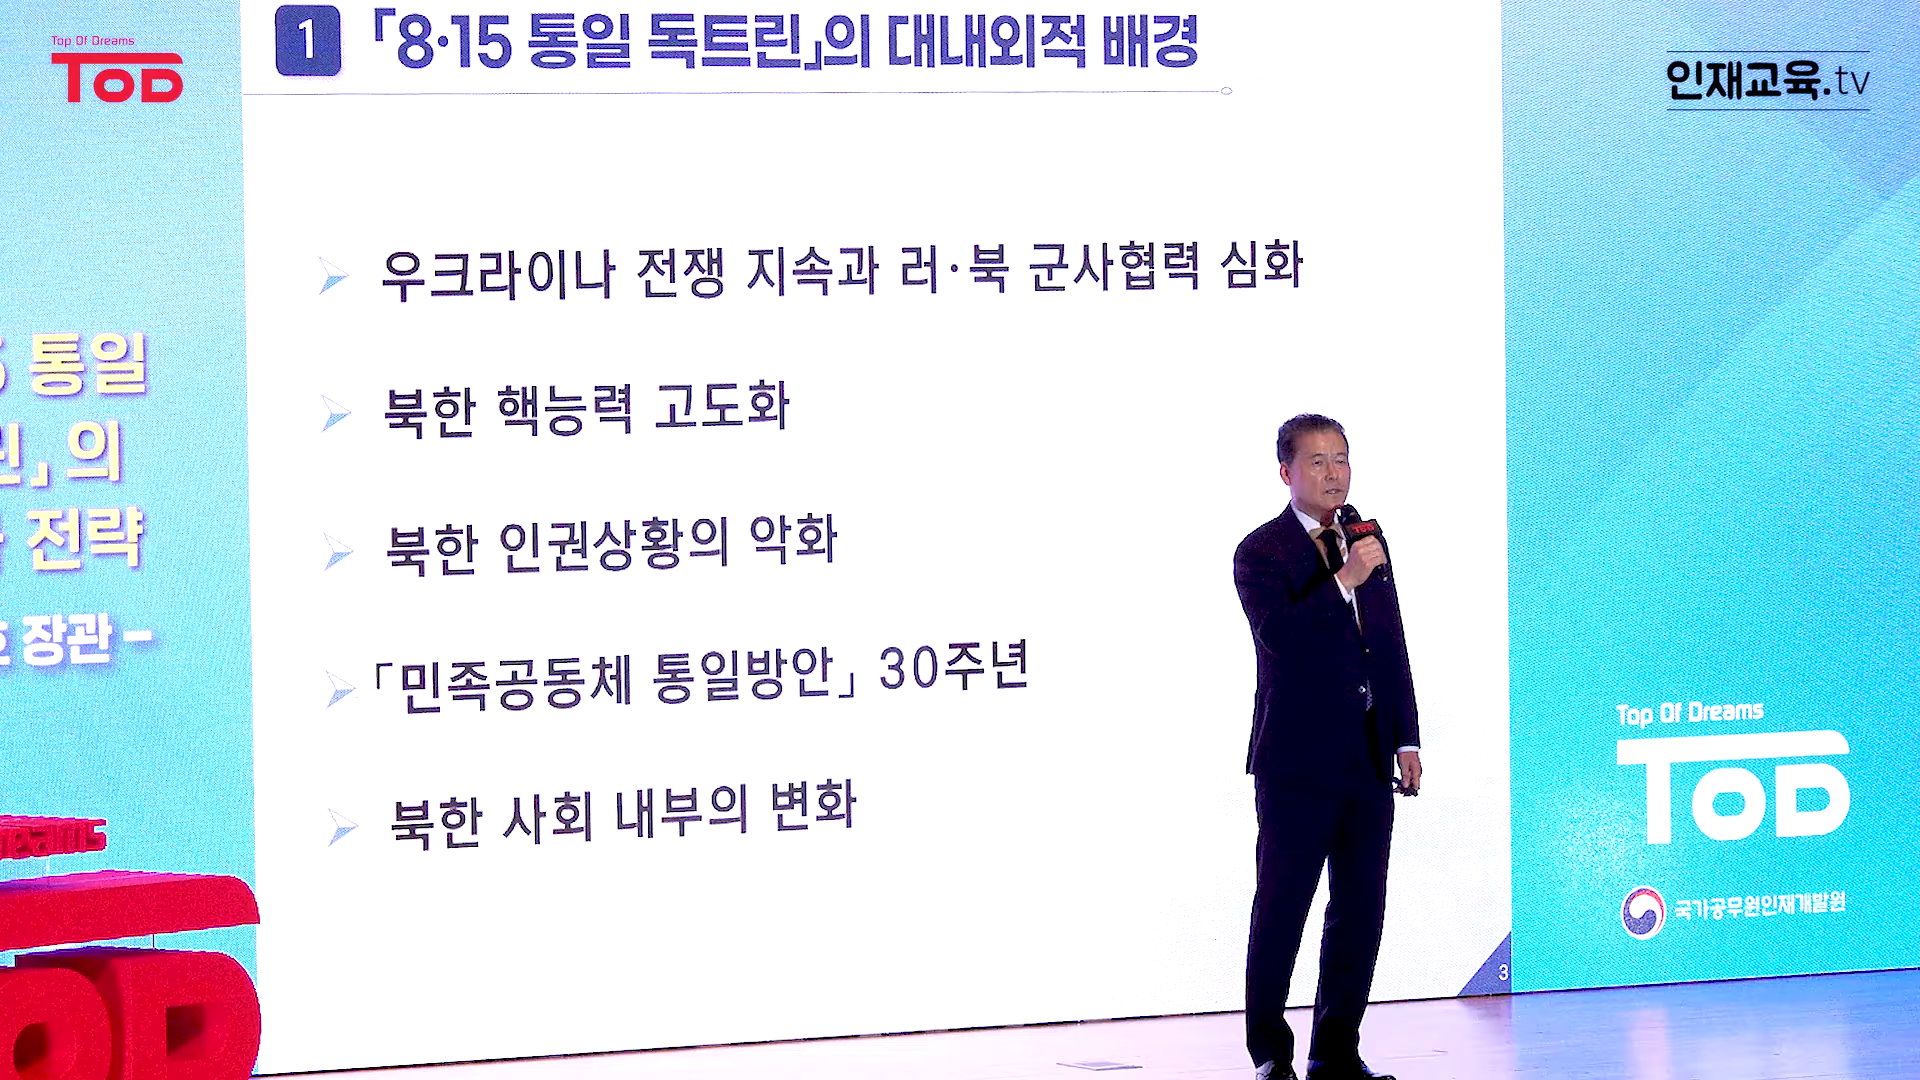 Top Of Dreams
TOD
인재교육.tv
1 「8·15 통일 독트린」의 대내외적 배경
우크라이나 전쟁 지속과 러·북 군사협력 심화
북한 핵능력 고도화
북한 인권상황의 악화
「민족공동체 통일방안」 30주년
북한 사회 내부의 변화
3
통일
」의
전략
장관 –
TOD
Top Of Dreams
TOD
국가공무원인재개발원